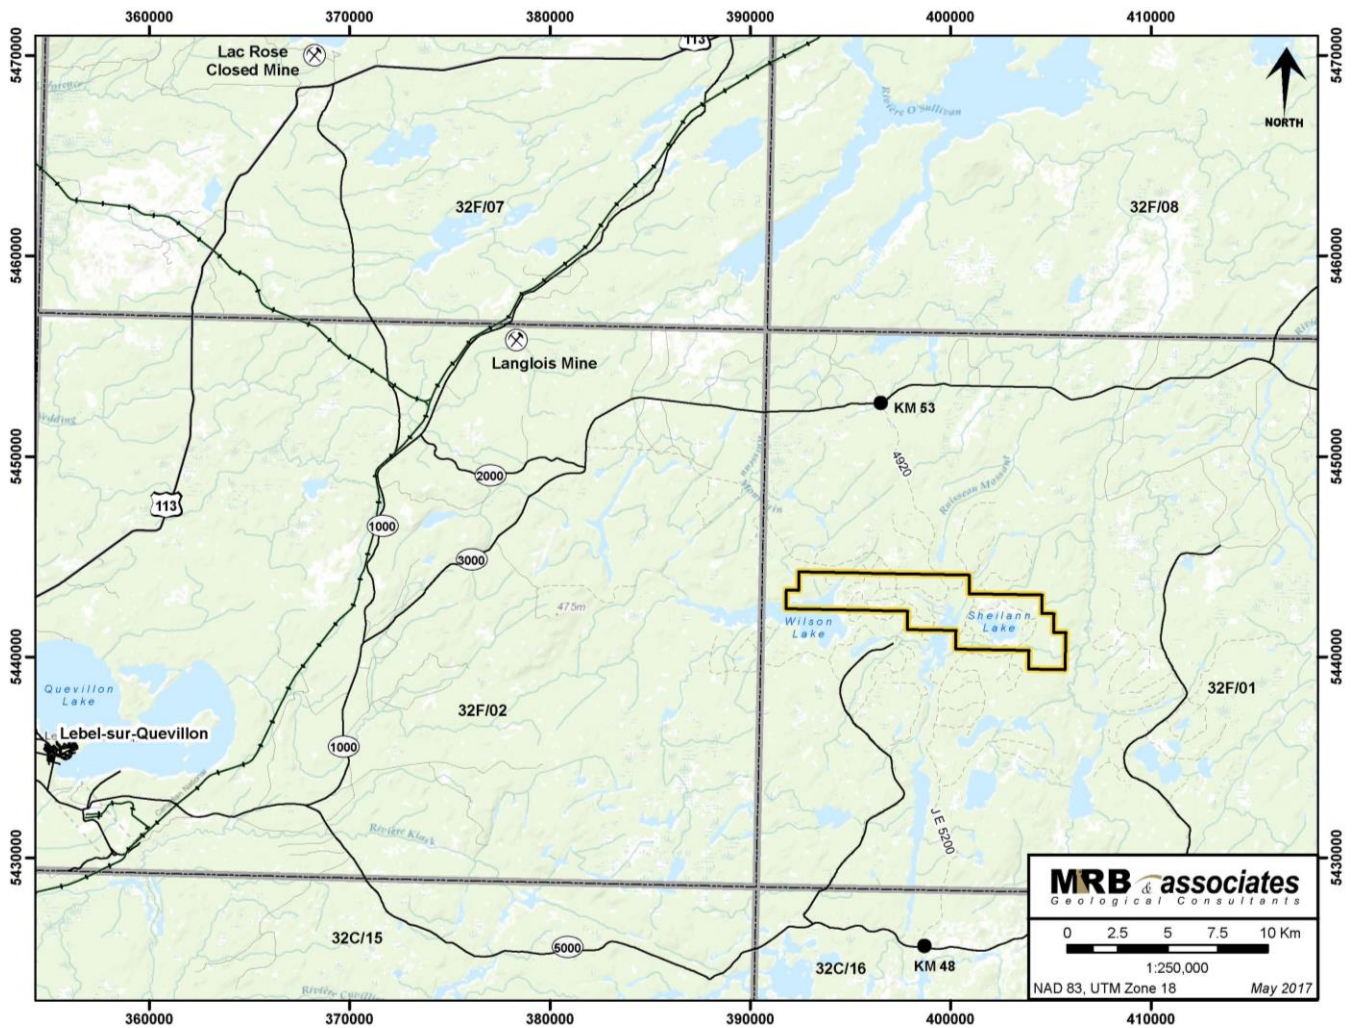 360000 370000 380000 390000 400000 410000
5470000
5470000
Lac Rose
Closed Mine
113
Rivière O'Sullivan
NORTH
32F/07
32F/08
5460000
5460000
Langlois Mine
KM 53
5450000
5450000
2000
4920
Ruisseau
113
1000
3000
475m
Wilson
Lake
Sheilann
Lake
5440000
5440000
Quevillon
Lake
32F/01
32F/02
Lebel-sur-Quevillon
1000
Canadian National
J E 5200
Rivière Kiask
5430000
5430000
MRB & associates
Geological Consultants
32C/15
5000
32C/16
KM 48
0 2.5 5 7.5 10 Km
1:250,000
NAD 83, UTM Zone 18 May 2017
360000 370000 380000 390000 400000 410000